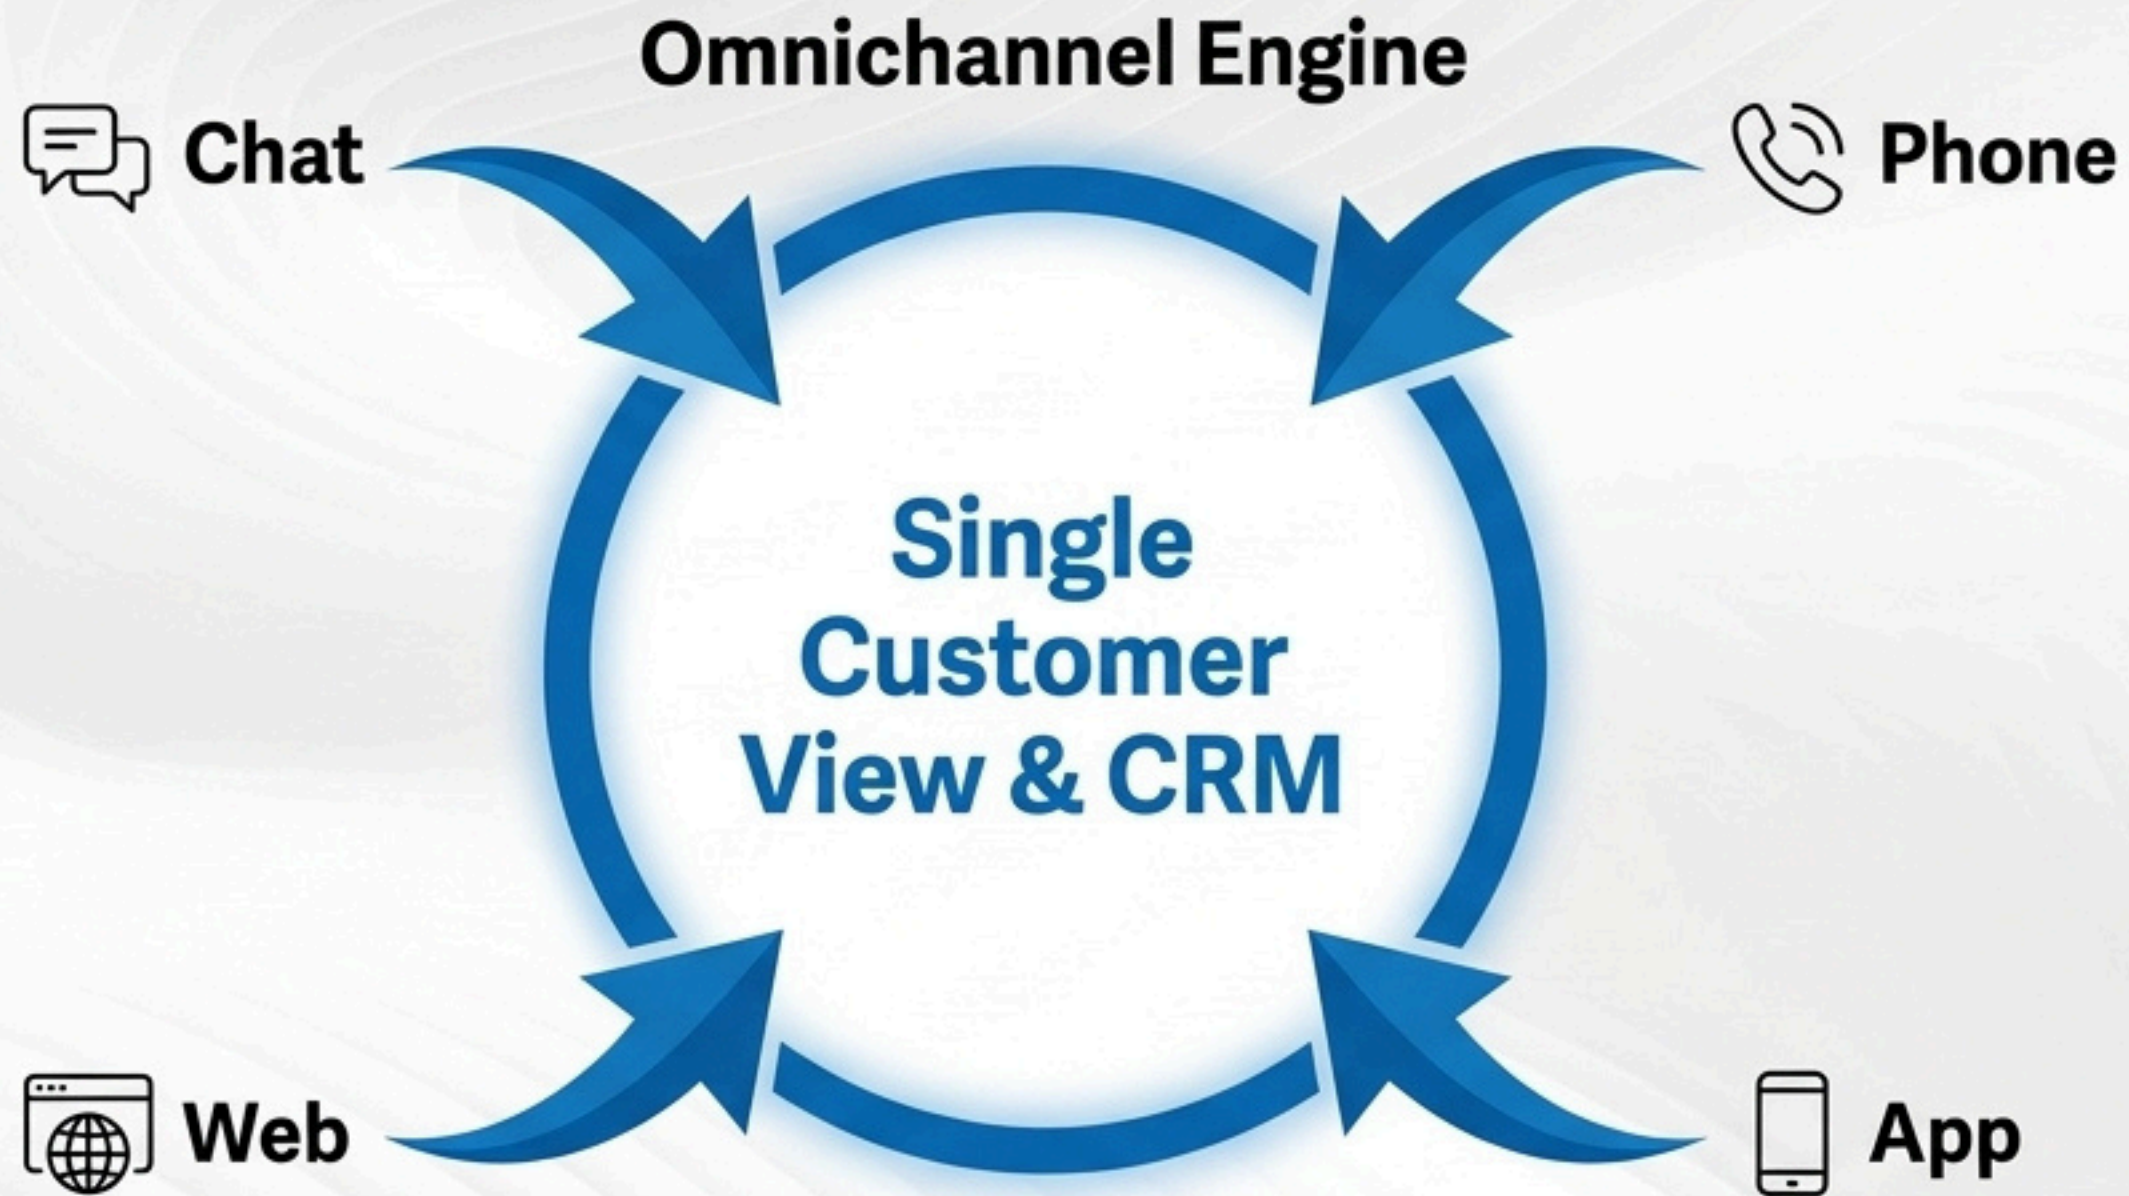 Omnichannel Engine
Chat
Phone
Single
Customer
View & CRM
Web
App